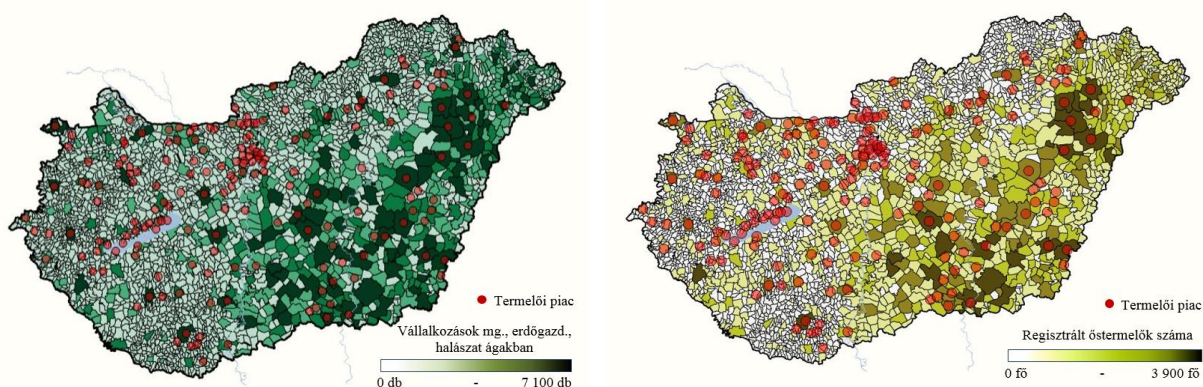 Termelői piac
Vállalkozások mg., erdőgazd.,
halászat ágakban
0 db - 7 100 db
Termelői piac
Regisztrált őstermelők száma
0 fő - 3 900 fő